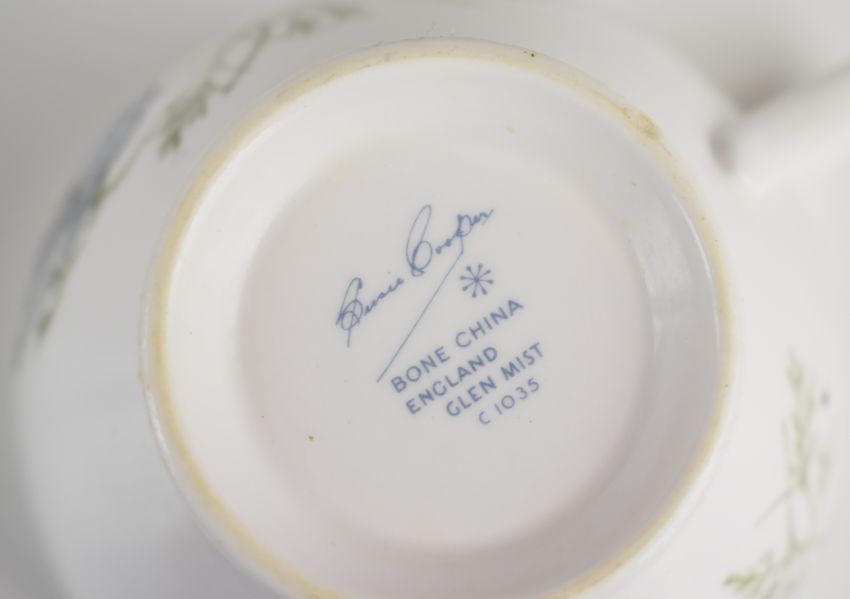 Susie Cooper
BONE CHINA
ENGLAND
GLEN MIST
C 1035